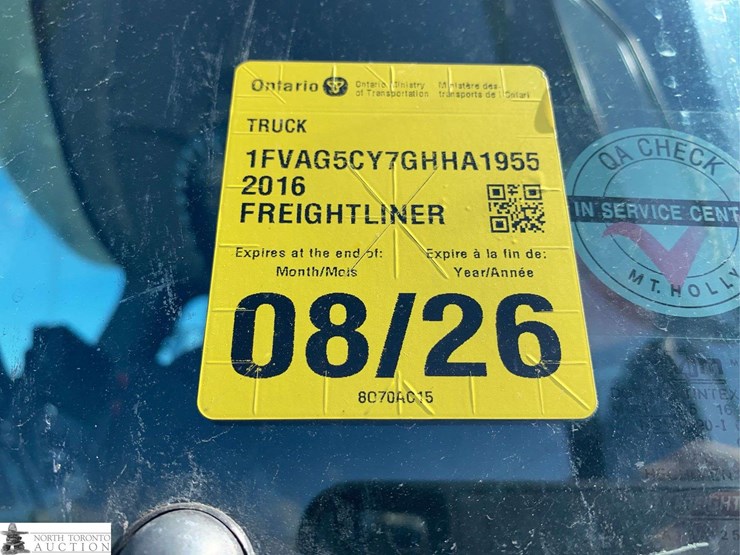 Ontario
Ontario Ministry
of Transportation
Ministère des
transports de l'Ontario
TRUCK
1FVAG5CY7GHHA1955
2016
FREIGHTLINER
Expires at the end of:
Month/Mois
Expire à la fin de:
Year/Année
08/26
8070A015
QA CHECK
IN SERVICE CENT
MT. HOLL
NORTH TORONTO
AUCTION